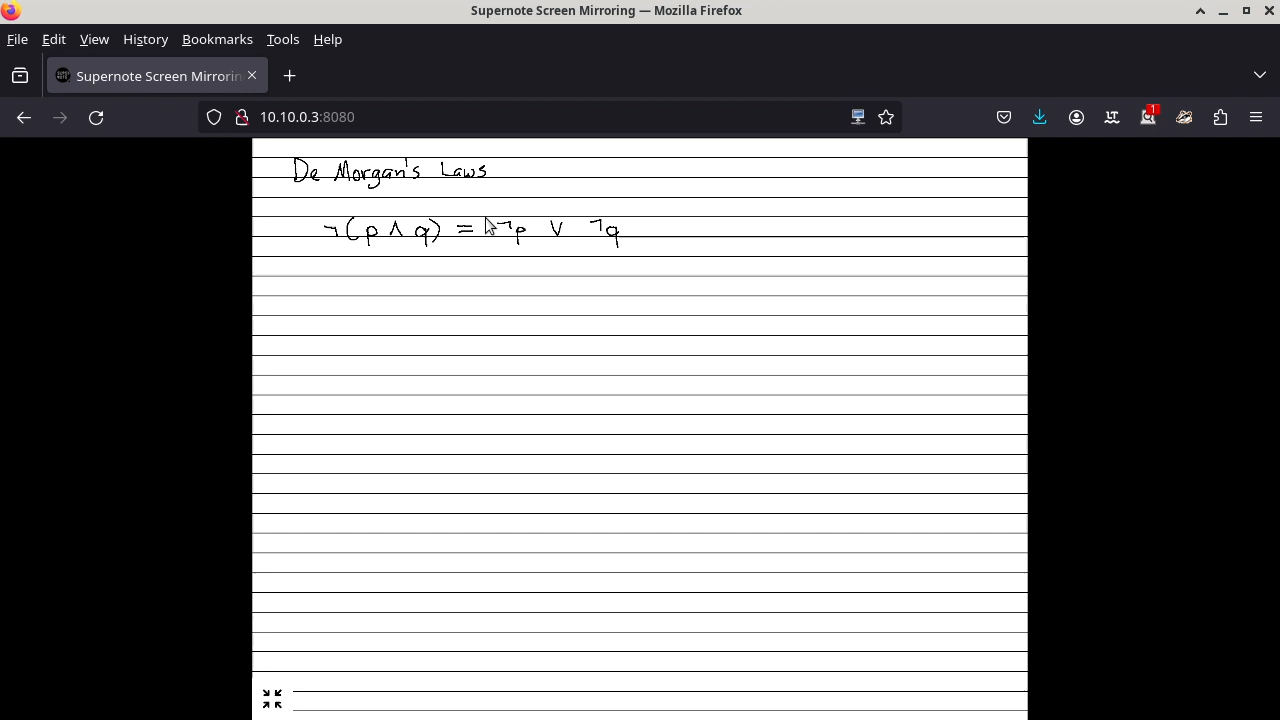 Supernote Screen Mirroring — Mozilla Firefox
File Edit View History Bookmarks Tools Help
Supernote Screen Mirrorin
10.10.0.3:8080
1
De Morgan's Laws
¬(p ∧ q) = ¬p ∨ ¬q